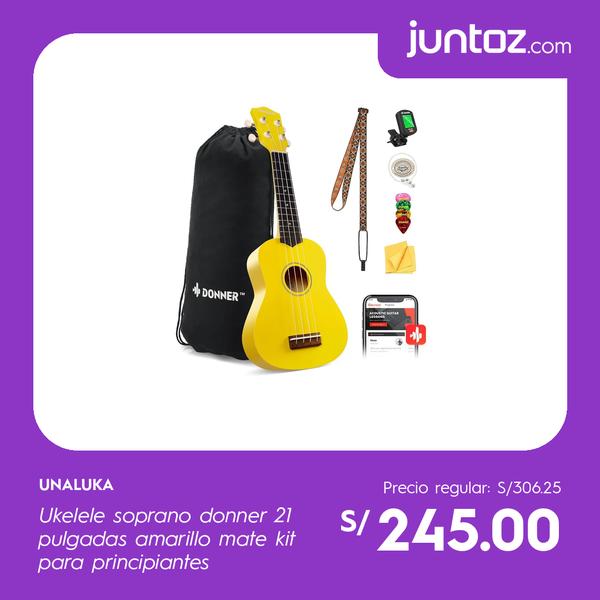 juntoz.com
DONNER™
UNALUKA
Ukelele soprano donner 21
pulgadas amarillo mate kit
para principiantes
Precio regular: S/306.25
S/245.00